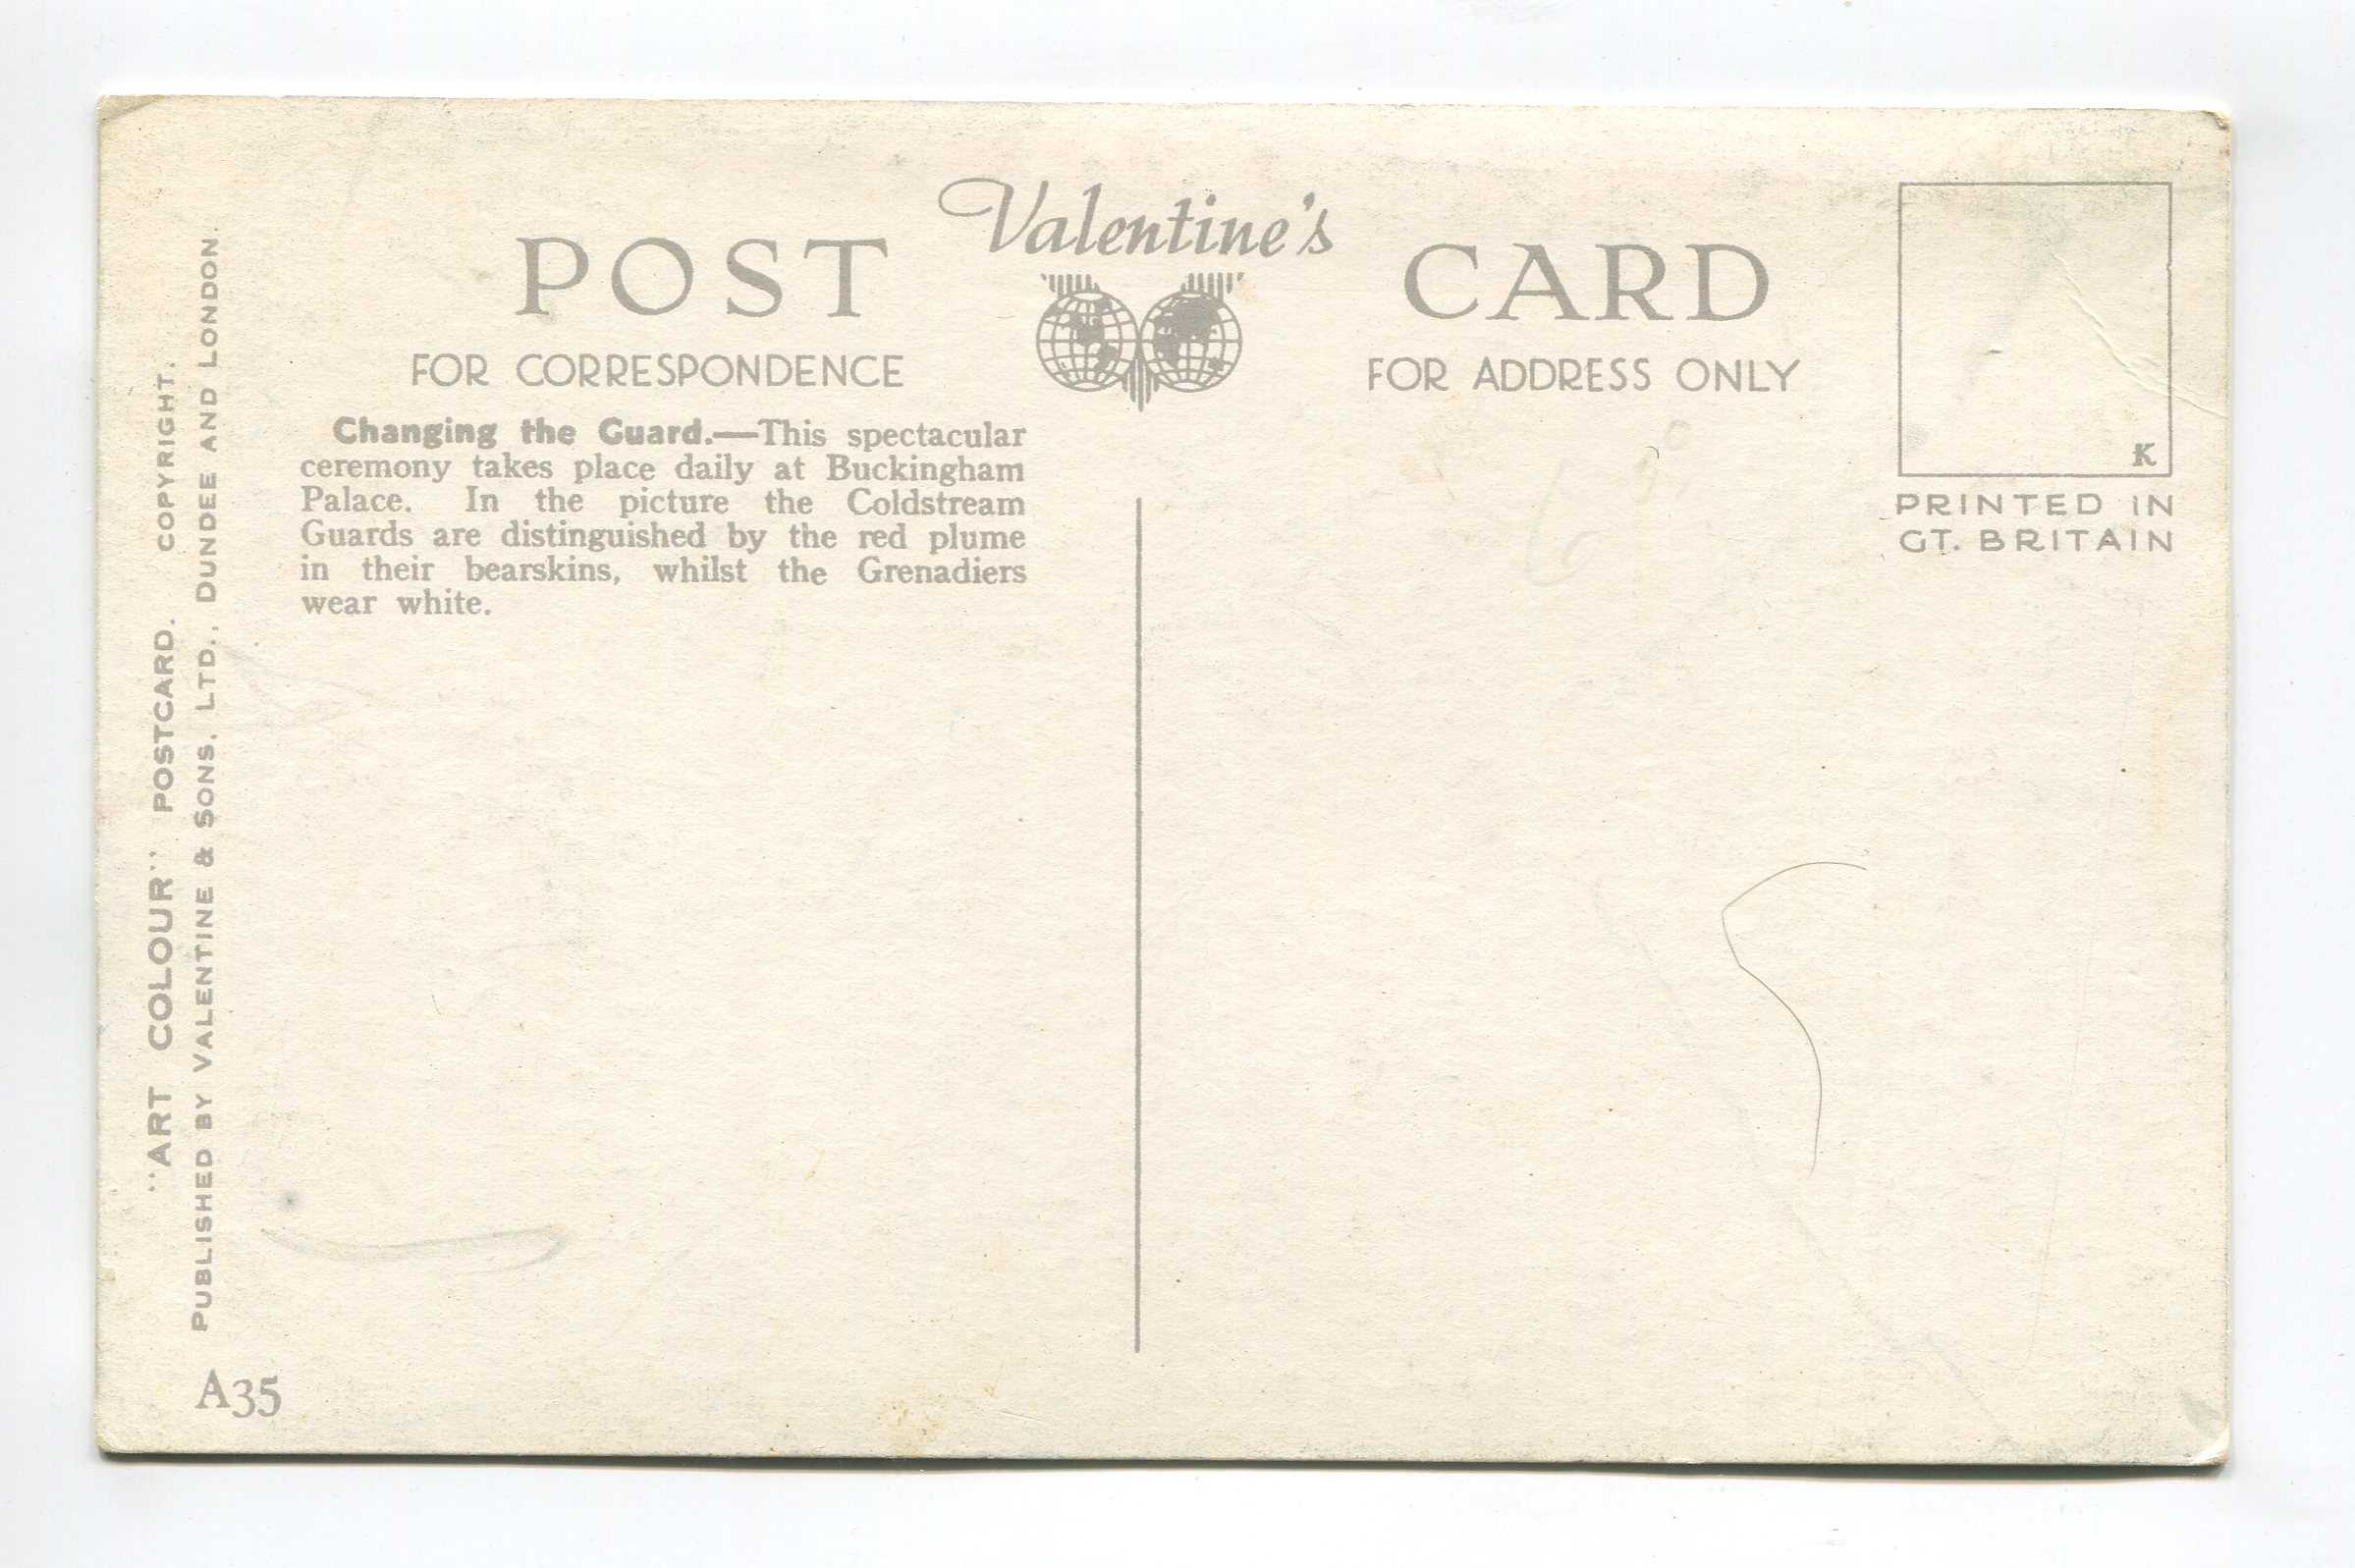 Valentine's
POST CARD
FOR CORRESPONDENCE
FOR ADDRESS ONLY
Changing the Guard.—This spectacular
ceremony takes place daily at Buckingham
Palace. In the picture the Coldstream
Guards are distinguished by the red plume
in their bearskins, whilst the Grenadiers
wear white.
K
PRINTED IN
GT. BRITAIN
"ART COLOUR" POSTCARD. COPYRIGHT.
PUBLISHED BY VALENTINE & SONS, LTD., DUNDEE AND LONDON.
A35